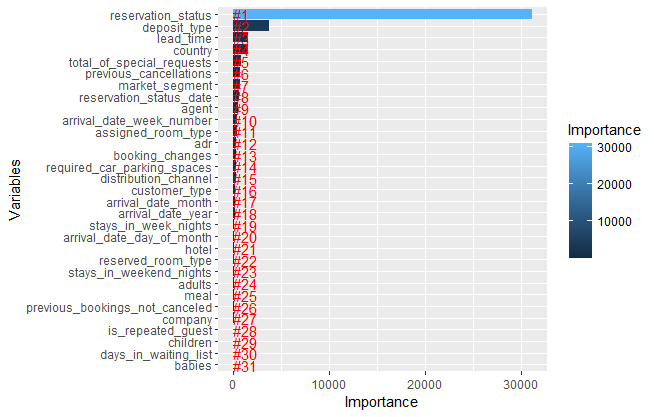 reservation_status #1
deposit_type #2
lead_time #3
country #4
total_of_special_requests #5
previous_cancellations #6
market_segment #7
reservation_status_date #8
agent #9
arrival_date_week_number #10
assigned_room_type #11
adr #12
booking_changes #13
required_car_parking_spaces #14
distribution_channel #15
customer_type #16
arrival_date_month #17
arrival_date_year #18
stays_in_week_nights #19
arrival_date_day_of_month #20
hotel #21
reserved_room_type #22
stays_in_weekend_nights #23
adults #24
meal #25
previous_bookings_not_canceled #26
company #27
is_repeated_guest #28
children #29
days_in_waiting_list #30
babies #31
Variables
0 10000 20000 30000
Importance
Importance
30000
20000
10000